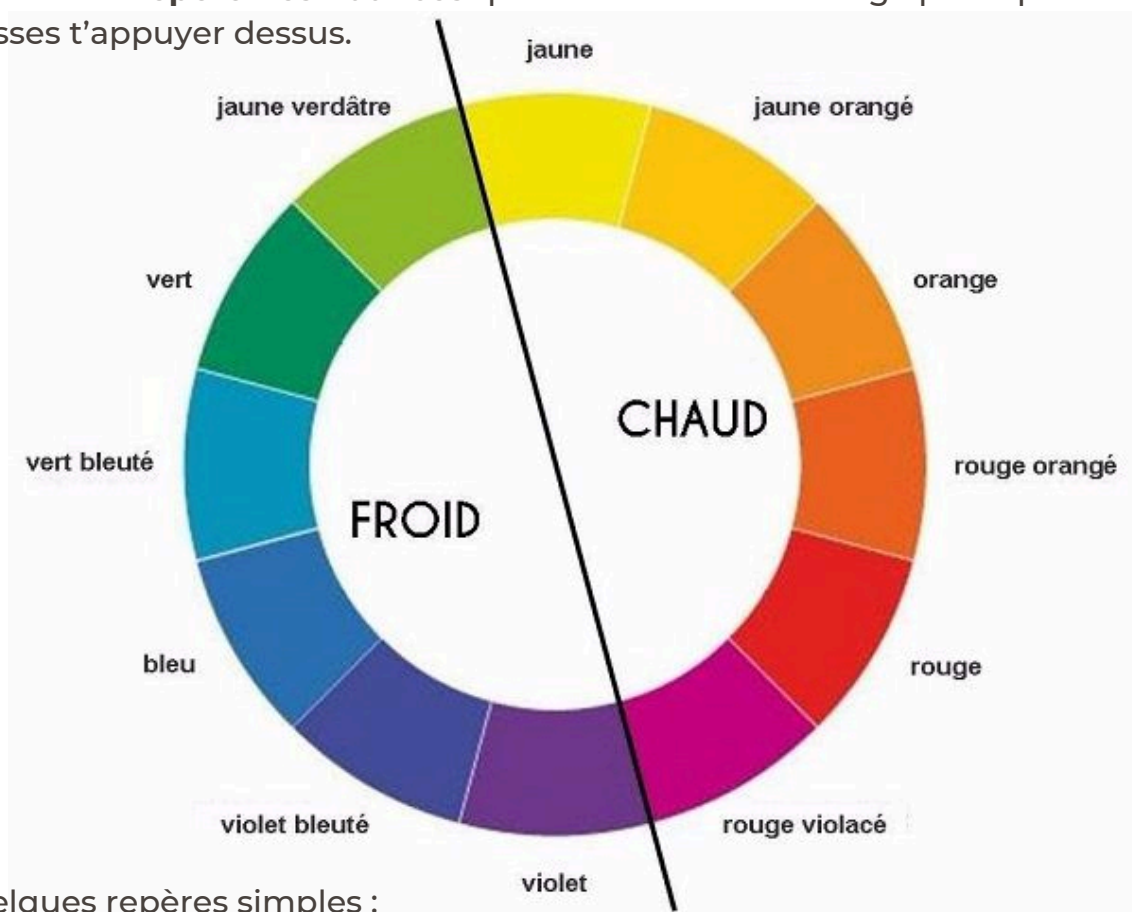 sses t’appuyer dessus.
jaune
jaune verdâtre
jaune orangé
vert
orange
CHAUD
vert bleuté
rouge orangé
FROID
bleu
rouge
violet bleuté
rouge violacé
violet
elques repères simples :